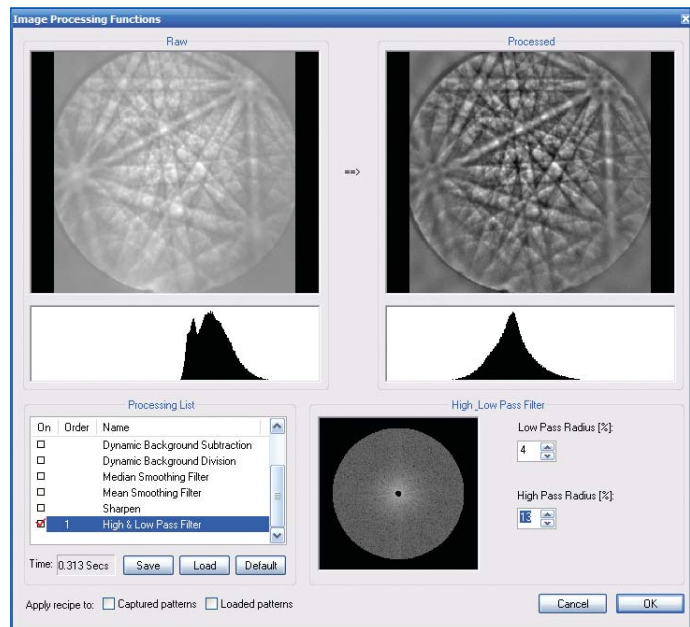 Image Processing Functions
Raw
Processed
==>
Processing List
On Order Name
Dynamic Background Subtraction
Dynamic Background Division
Median Smoothing Filter
Mean Smoothing Filter
Sharpen
1 High & Low Pass Filter
Time: 0.313 Secs Save Load Default
High_Low Pass Filter
Low Pass Radius [%]:
4
High Pass Radius [%]:
13
Apply recipe to: Captured patterns Loaded patterns
Cancel OK